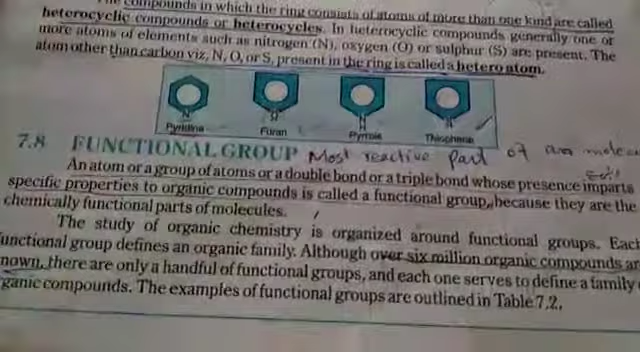 compounds in which the ring consists of atoms of more than one kind are called
heterocyclic compounds or heterocycles. In heterocyclic compounds generally one or
more atoms of elements such as nitrogen (N), oxygen (O) or sulphur (S) are present. The
atom other than carbon viz, N, O, or S, present in the ring is called a hetero atom.
N
Pyridine Furan Pyrrole Thiophene
7.8 FUNCTIONAL GROUP Most reactive part of
An atom or a group of atoms or a double bond or a triple bond whose presence imparts
specific properties to organic compounds is called a functional group, because they are the
chemically functional parts of molecules.
The study of organic chemistry is organized around functional groups. Each
functional group defines an organic family. Although over six million organic compounds ar
nown, there are only a handful of functional groups, and each one serves to define a family
ganic compounds. The examples of functional groups are outlined in Table 7.2.